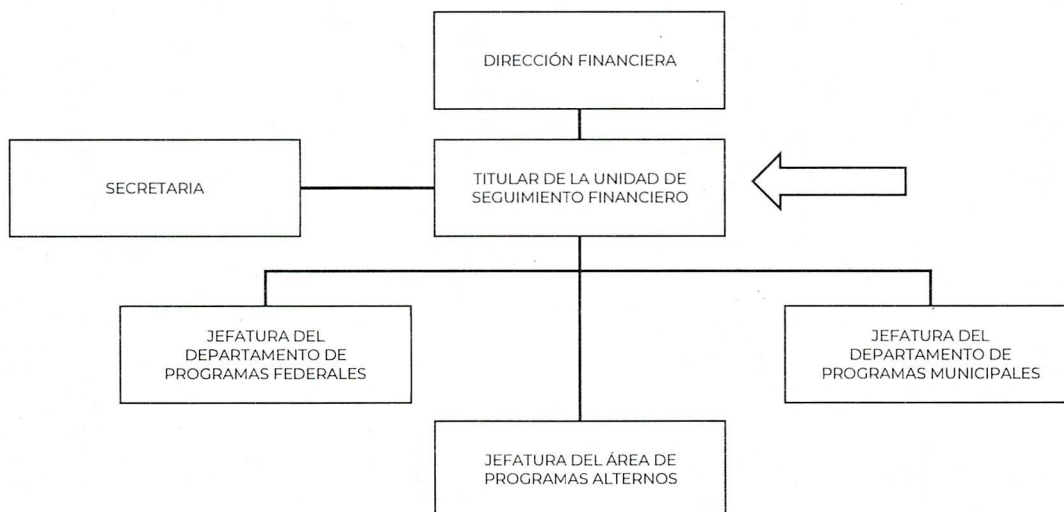 DIRECCIÓN FINANCIERA
SECRETARIA
TITULAR DE LA UNIDAD DE
SEGUIMIENTO FINANCIERO
JEFATURA DEL
DEPARTAMENTO DE
PROGRAMAS FEDERALES
JEFATURA DEL
DEPARTAMENTO DE
PROGRAMAS MUNICIPALES
JEFATURA DEL ÁREA DE
PROGRAMAS ALTERNOS